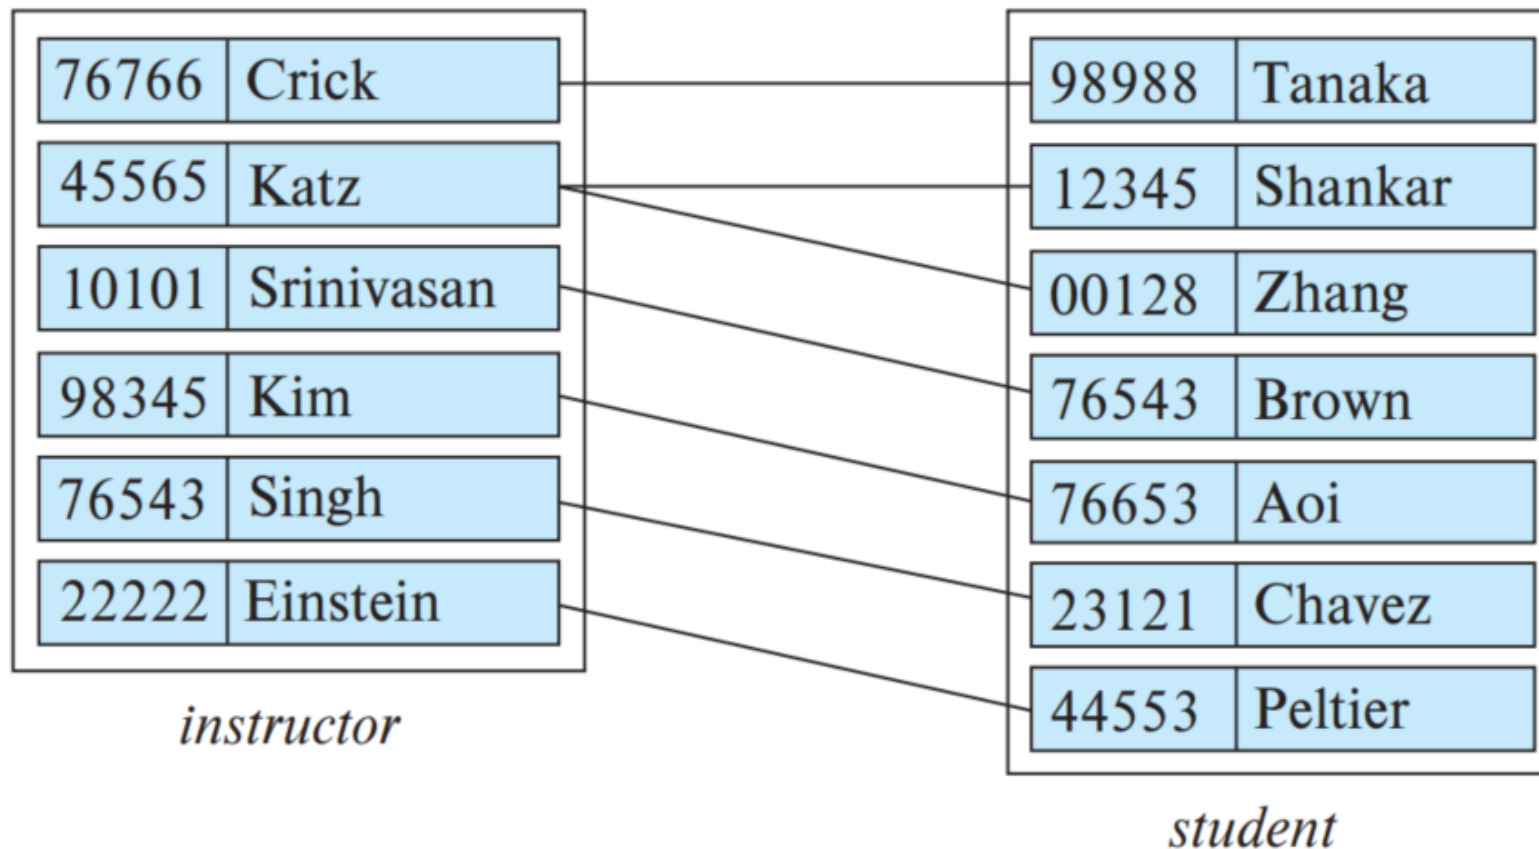 76766 Crick
45565 Katz
10101 Srinivasan
98345 Kim
76543 Singh
22222 Einstein
instructor
98988 Tanaka
12345 Shankar
00128 Zhang
76543 Brown
76653 Aoi
23121 Chavez
44553 Peltier
student